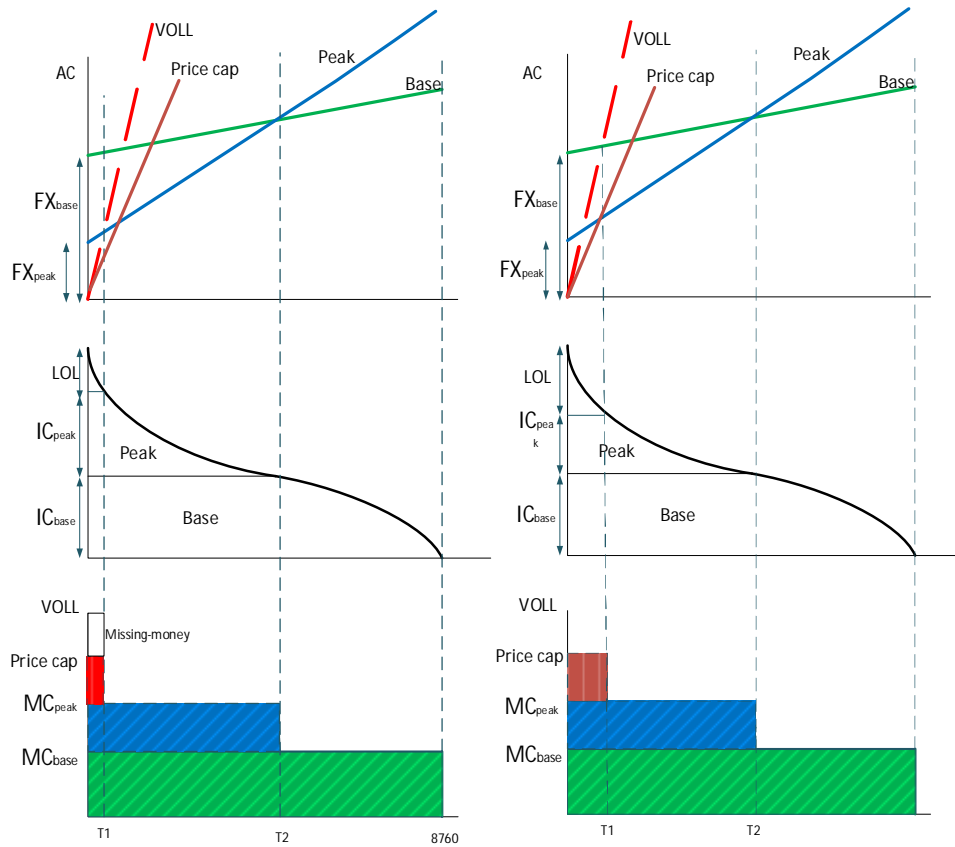 VOLL
Peak
Price cap
AC
Base
FXbase
FXpeak
LOL
ICpeak
Peak
ICbase
Base
VOLL
Missing-money
Price cap
MCpeak
MCbase
T1
T2
8760
VOLL
Peak
Price cap
AC
Base
FXbase
FXpeak
LOL
ICpea
k
Peak
ICbase
Base
VOLL
Price cap
MCpeak
MCbase
T1
T2